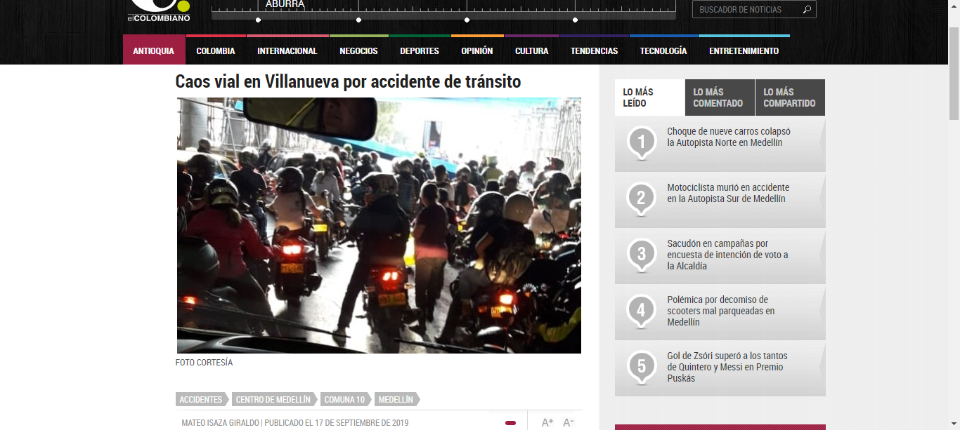 ABURRÁ
el COLOMBIANO
BUSCADOR DE NOTICIAS
ANTIOQUIA COLOMBIA INTERNACIONAL NEGOCIOS DEPORTES OPINIÓN CULTURA TENDENCIAS TECNOLOGÍA ENTRETENIMIENTO
Caos vial en Villanueva por accidente de tránsito
FOTO CORTESÍA
ACCIDENTES CENTRO DE MEDELLÍN COMUNA 10 MEDELLÍN
MATEO ISAZA GIRALDO | PUBLICADO EL 17 DE SEPTIEMBRE DE 2019
A+ A-
LO MÁS
LEÍDO
LO MÁS
COMENTADO
LO MÁS
COMPARTIDO
1
Choque de nueve carros colapsó
la Autopista Norte en Medellín
2
Motociclista murió en accidente
en la Autopista Sur de Medellín
3
Sacudón en campañas por
encuesta de intención de voto a
la Alcaldía
4
Polémica por decomiso de
scooters mal parqueadas en
Medellín
5
Gol de Zsóri superó a los tantos
de Quintero y Messi en Premio
Puskás